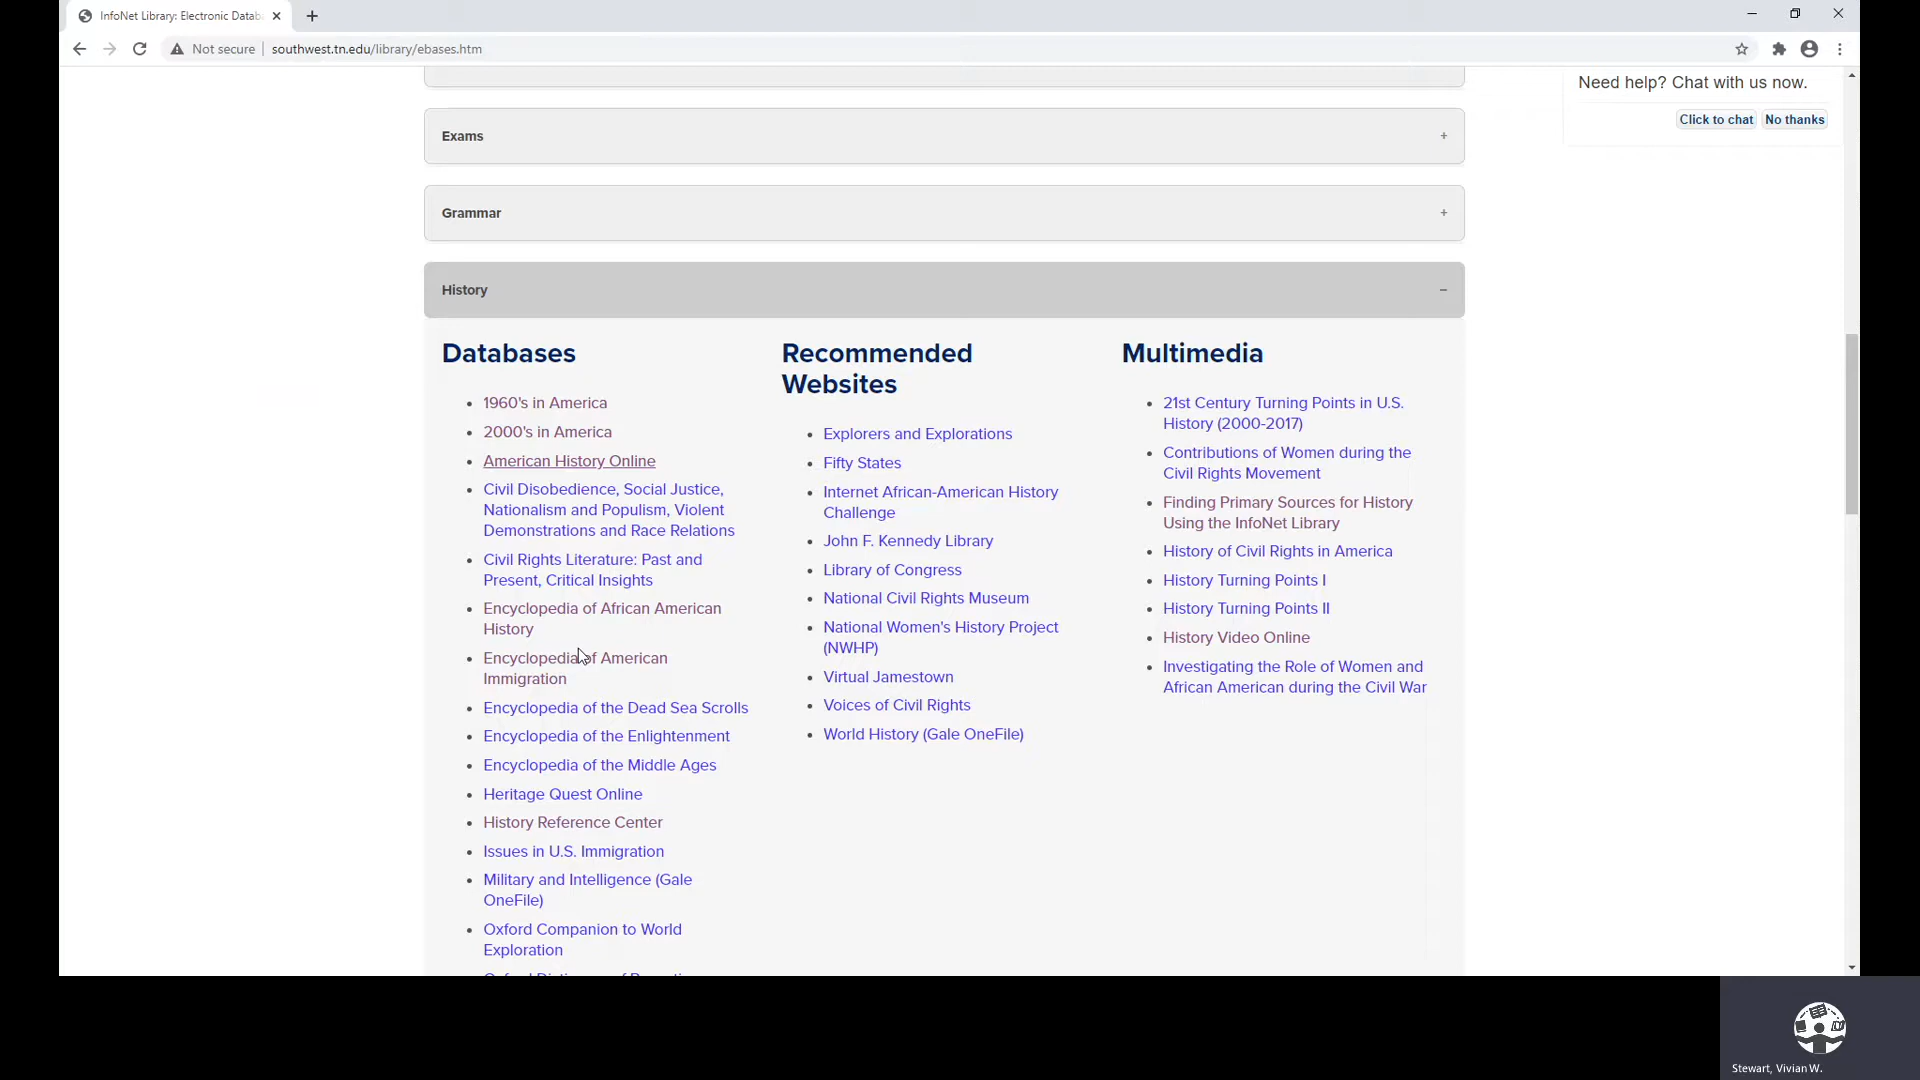 InfoNet Library: Electronic Datab
Not secure
southwest.tn.edu/library/ebases.htm
Need help? Chat with us now.
Click to chat
No thanks
Exams
+
Grammar
+
History
−
Databases
1960's in America
2000's in America
American History Online
Civil Disobedience, Social Justice,
Nationalism and Populism, Violent
Demonstrations and Race Relations
Civil Rights Literature: Past and
Present, Critical Insights
Encyclopedia of African American
History
Encyclopedia of American
Immigration
Encyclopedia of the Dead Sea Scrolls
Encyclopedia of the Enlightenment
Encyclopedia of the Middle Ages
Heritage Quest Online
History Reference Center
Issues in U.S. Immigration
Military and Intelligence (Gale
OneFile)
Oxford Companion to World
Exploration
Recommended
Websites
Explorers and Explorations
Fifty States
Internet African-American History
Challenge
John F. Kennedy Library
Library of Congress
National Civil Rights Museum
National Women's History Project
(NWHP)
Virtual Jamestown
Voices of Civil Rights
World History (Gale OneFile)
Multimedia
21st Century Turning Points in U.S.
History (2000-2017)
Contributions of Women during the
Civil Rights Movement
Finding Primary Sources for History
Using the InfoNet Library
History of Civil Rights in America
History Turning Points I
History Turning Points II
History Video Online
Investigating the Role of Women and
African American during the Civil War
Stewart, Vivian W.